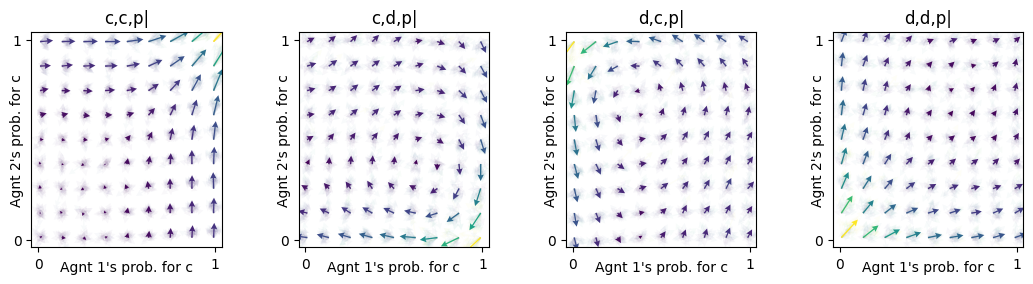 c,c,p|
Agnt 2's prob. for c
1
0
0
1
Agnt 1's prob. for c
c,d,p|
Agnt 2's prob. for c
1
0
0
1
Agnt 1's prob. for c
d,c,p|
Agnt 2's prob. for c
1
0
0
1
Agnt 1's prob. for c
d,d,p|
Agnt 2's prob. for c
1
0
0
1
Agnt 1's prob. for c